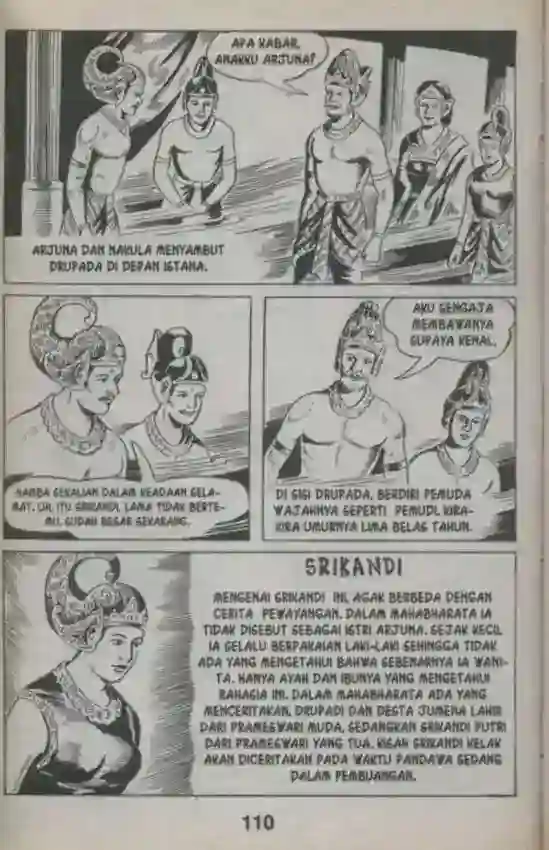 APA KABAR,
ANAKKU ARJUNA?
ARJUNA DAN NAKULA MENYAMBUT
DRUPADA DI DEPAN ISTANA.
HAMBA SEKALIAN DALAM KEADAAN SELA-
MAT. UH, ITU SRIKANDI, LAMA TIDAK BERTE-
MU, SUDAH BESAR SEKARANG.
AKU SENGAJA
MEMBAWANYA
SUPAYA KENAL.
DI SISI DRUPADA, BERDIRI PEMUDA
WAJAHNYA SEPERTI PEMUDI, KIRA-
KIRA UMURNYA LIMA BELAS TAHUN.
SRIKANDI
MENGENAI SRIKANDI INI, AGAK BERBEDA DENGAN
CERITA PEWAYANGAN. DALAM MAHABHARATA IA
TIDAK DISEBUT SEBAGAI ISTRI ARJUNA. SEJAK KECIL
IA SELALU BERPAKAIAN LAKI-LAKI SEHINGGA TIDAK
ADA YANG MENGETAHUI BAHWA SEBENARNYA IA WANI-
TA. HANYA AYAH DAN IBUNYA YANG MENGETAHUI
RAHASIA INI. DALAM MAHABHARATA ADA YANG
MENCERITAKAN, DRUPADI DAN DESTA JUMENA LAHIR
DARI PRAMESWARI MUDA, SEDANGKAN SRIKANDI PUTRI
DARI PRAMESWARI YANG TUA. KISAH SRIKANDI KELAK
AKAN DICERITAKAN PADA WAKTU PANDAWA SEDANG
DALAM PEMBUANGAN.
110